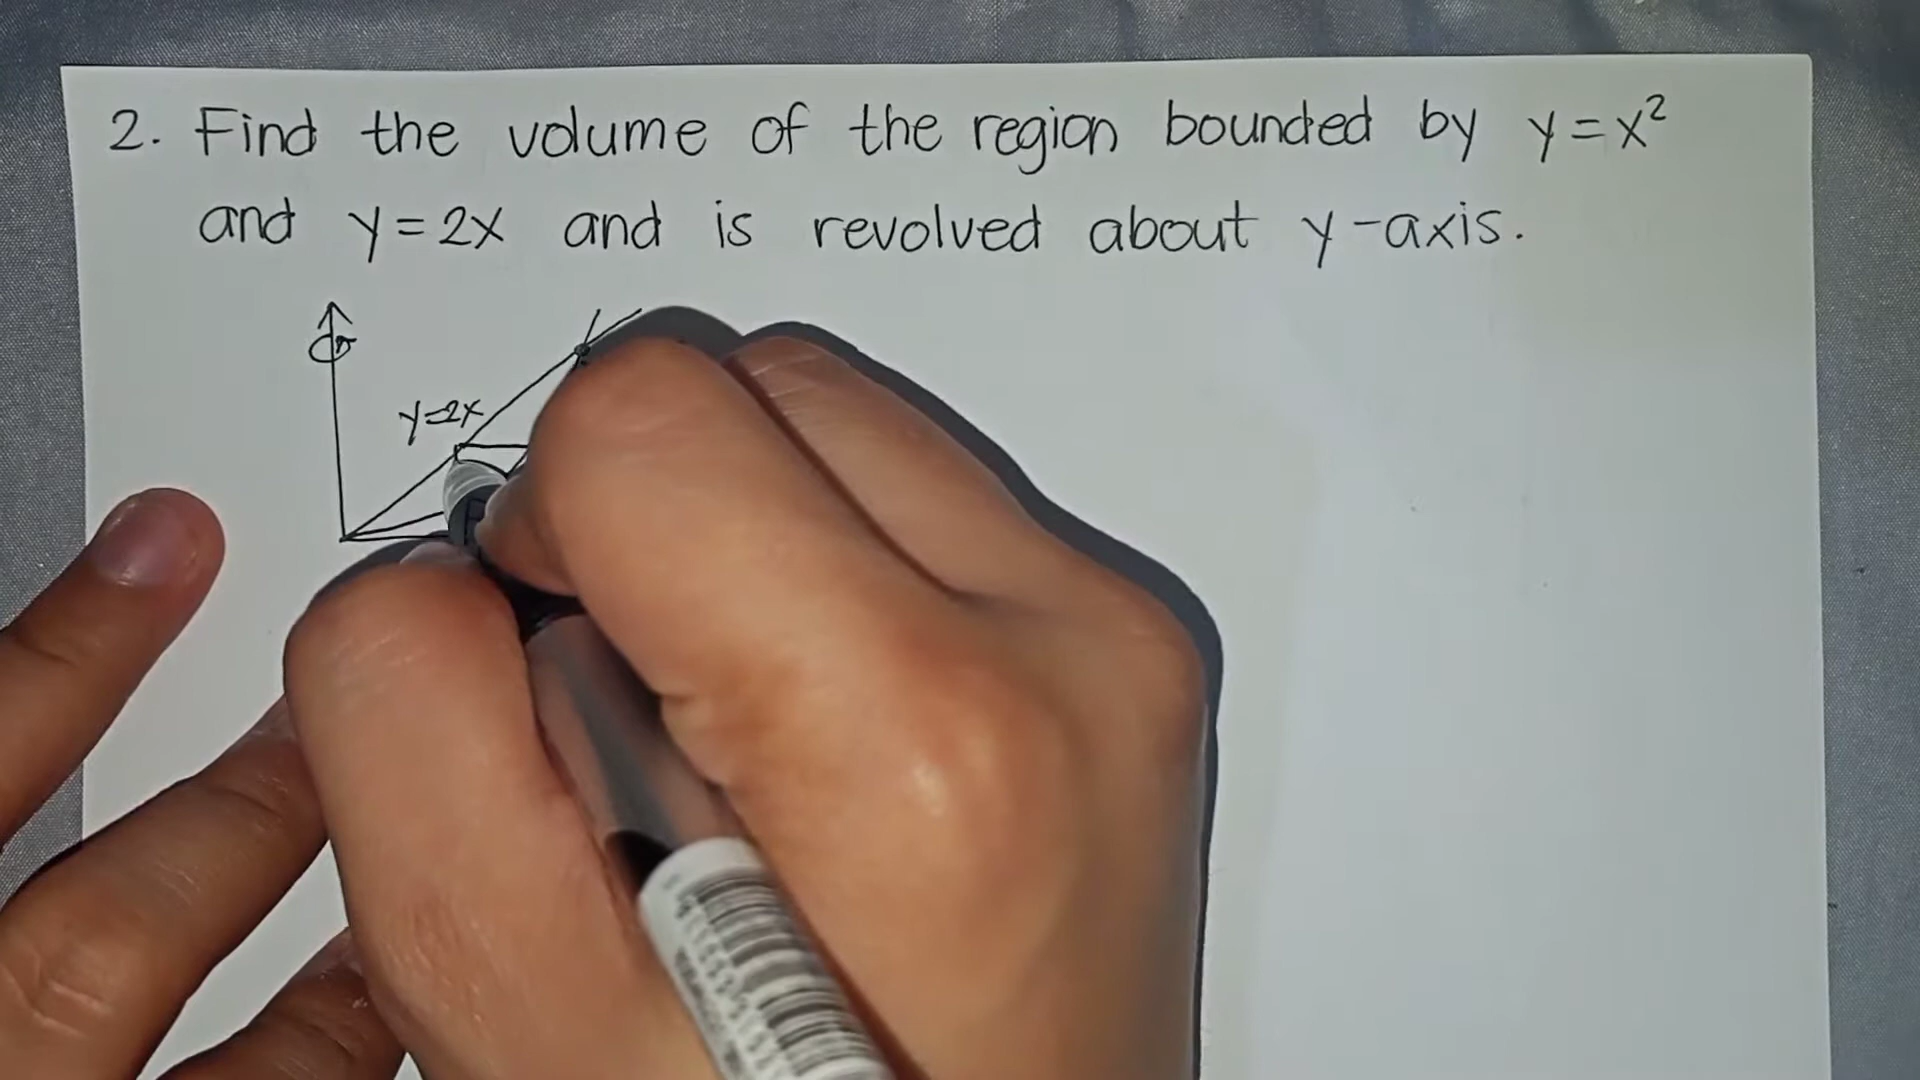 2. Find the volume of the region bounded by y = x²
and y = 2x and is revolved about y-axis.
y=2x